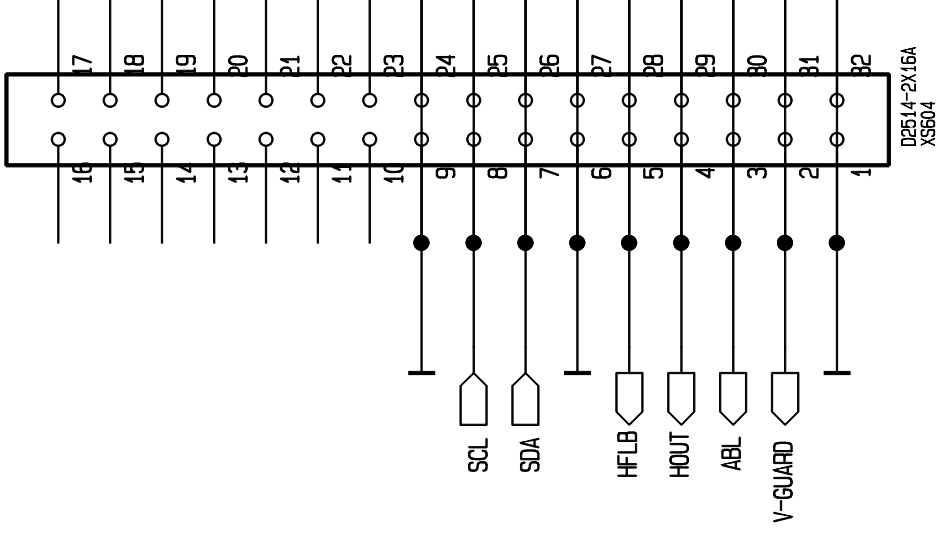 17 18 19 20 21 22 23 24 25 26 27 28 29 30 31 32
16 15 14 13 12 11 10 9 8 7 6 5 4 3 2 1
D2514-2X16A
XS604
SCL
SDA
HFLB
HOUT
ABL
V-GUARD